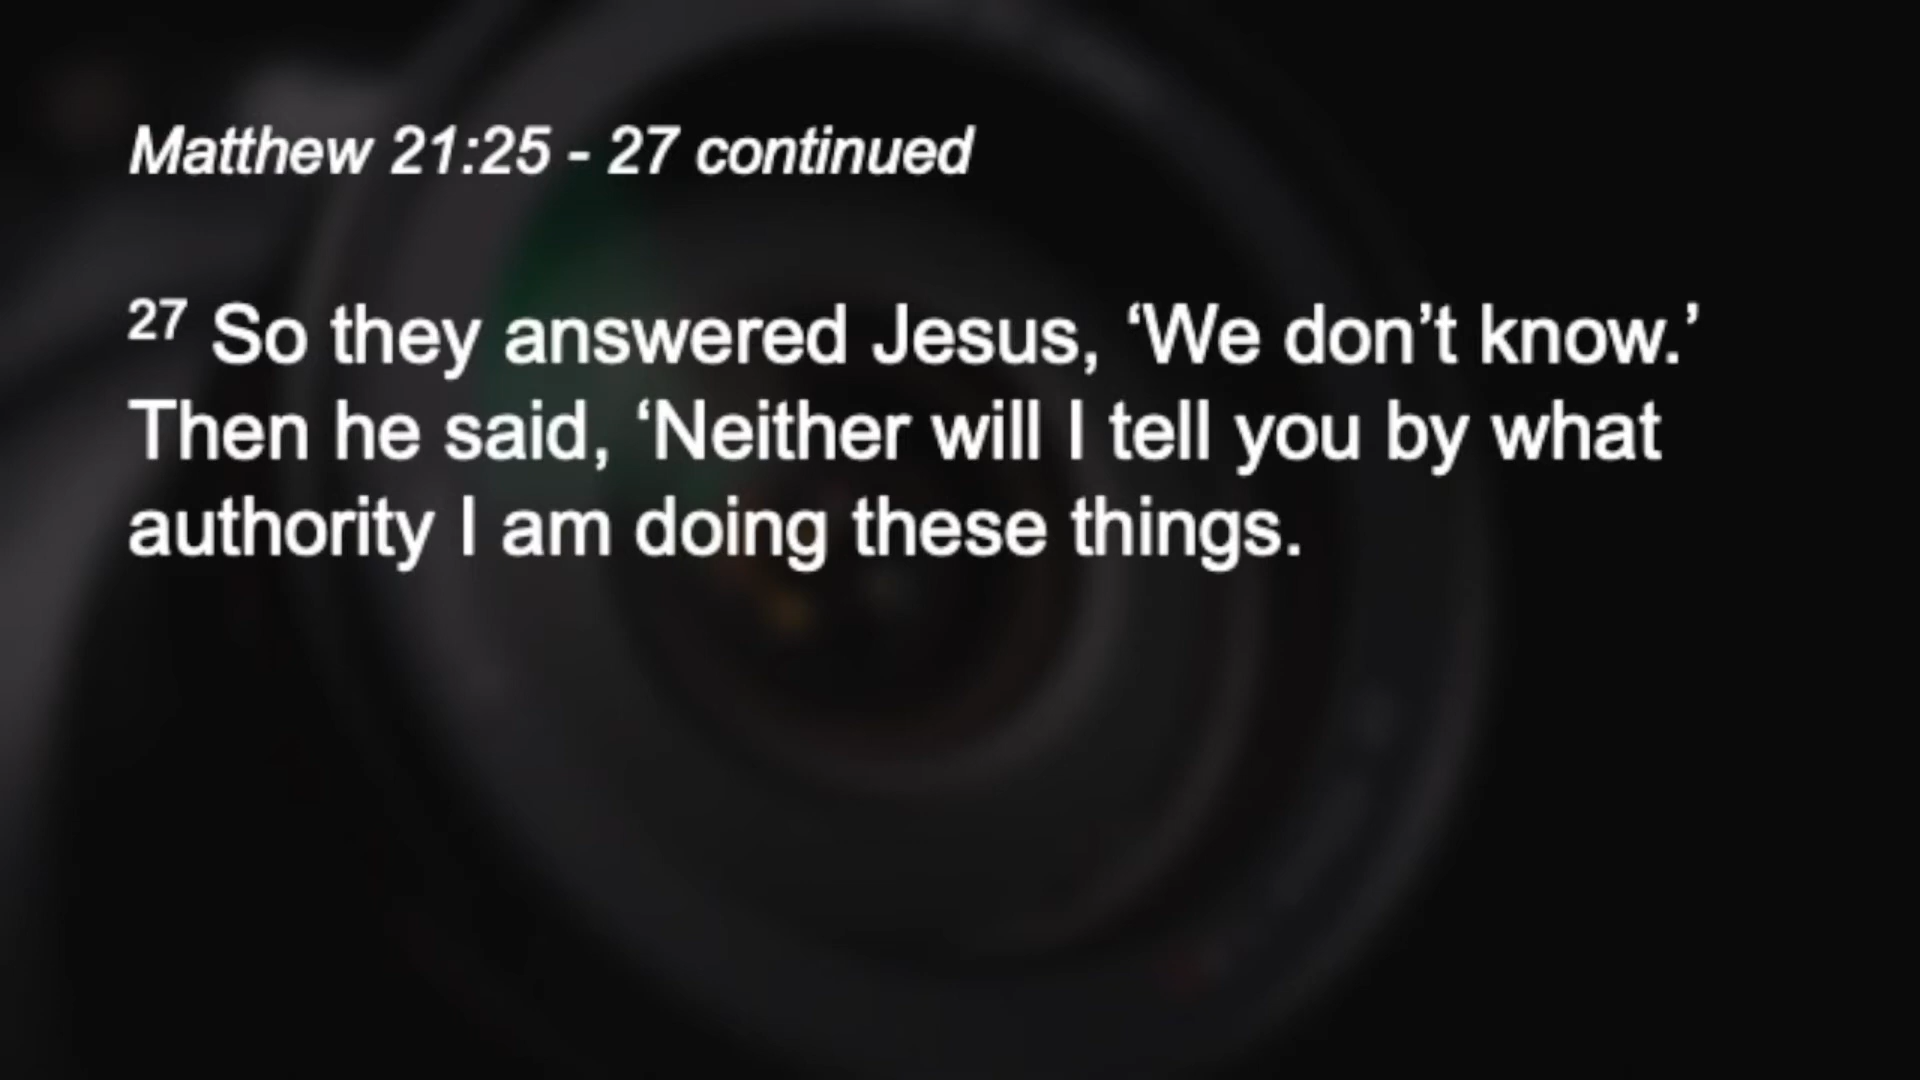 Matthew 21:25 - 27 continued
27 So they answered Jesus, ‘We don’t know.’
Then he said, ‘Neither will I tell you by what
authority I am doing these things.